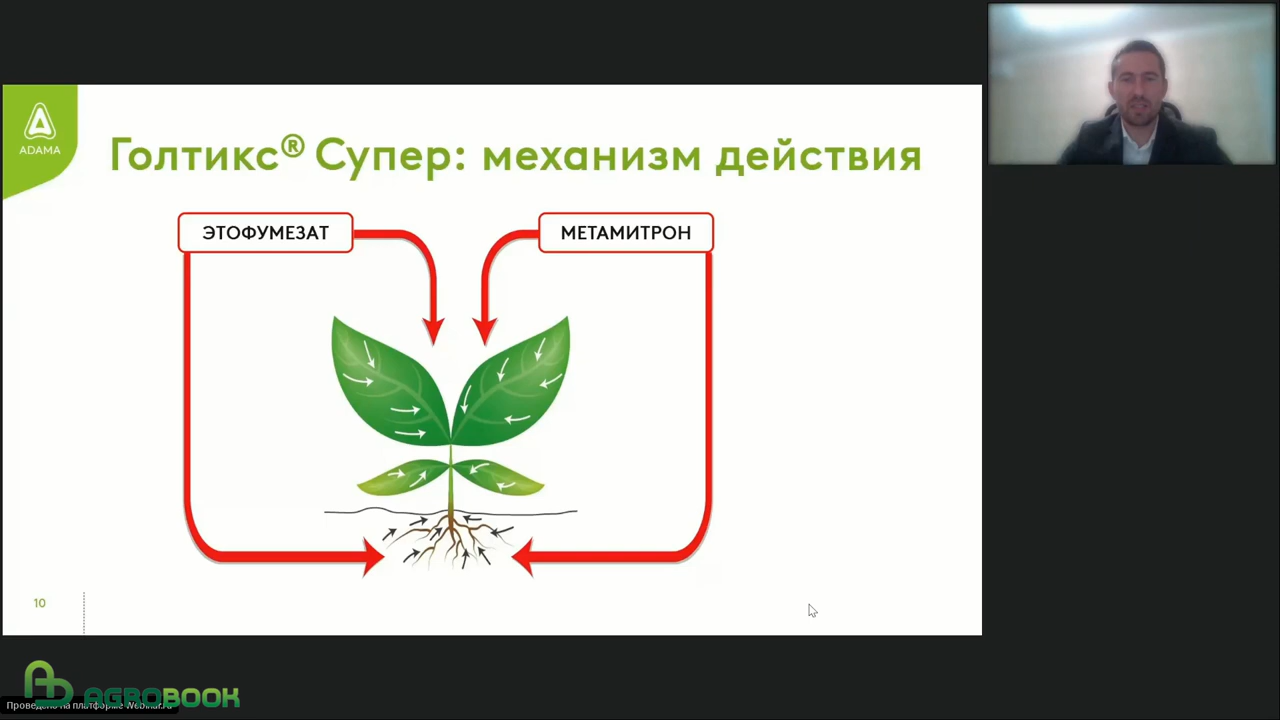 ADAMA
Голтикс® Супер: механизм действия
ЭТОФУМЕЗАТ
МЕТАМИТРОН
10
AGROBOOK
Проведено на платформе Webinar.ru